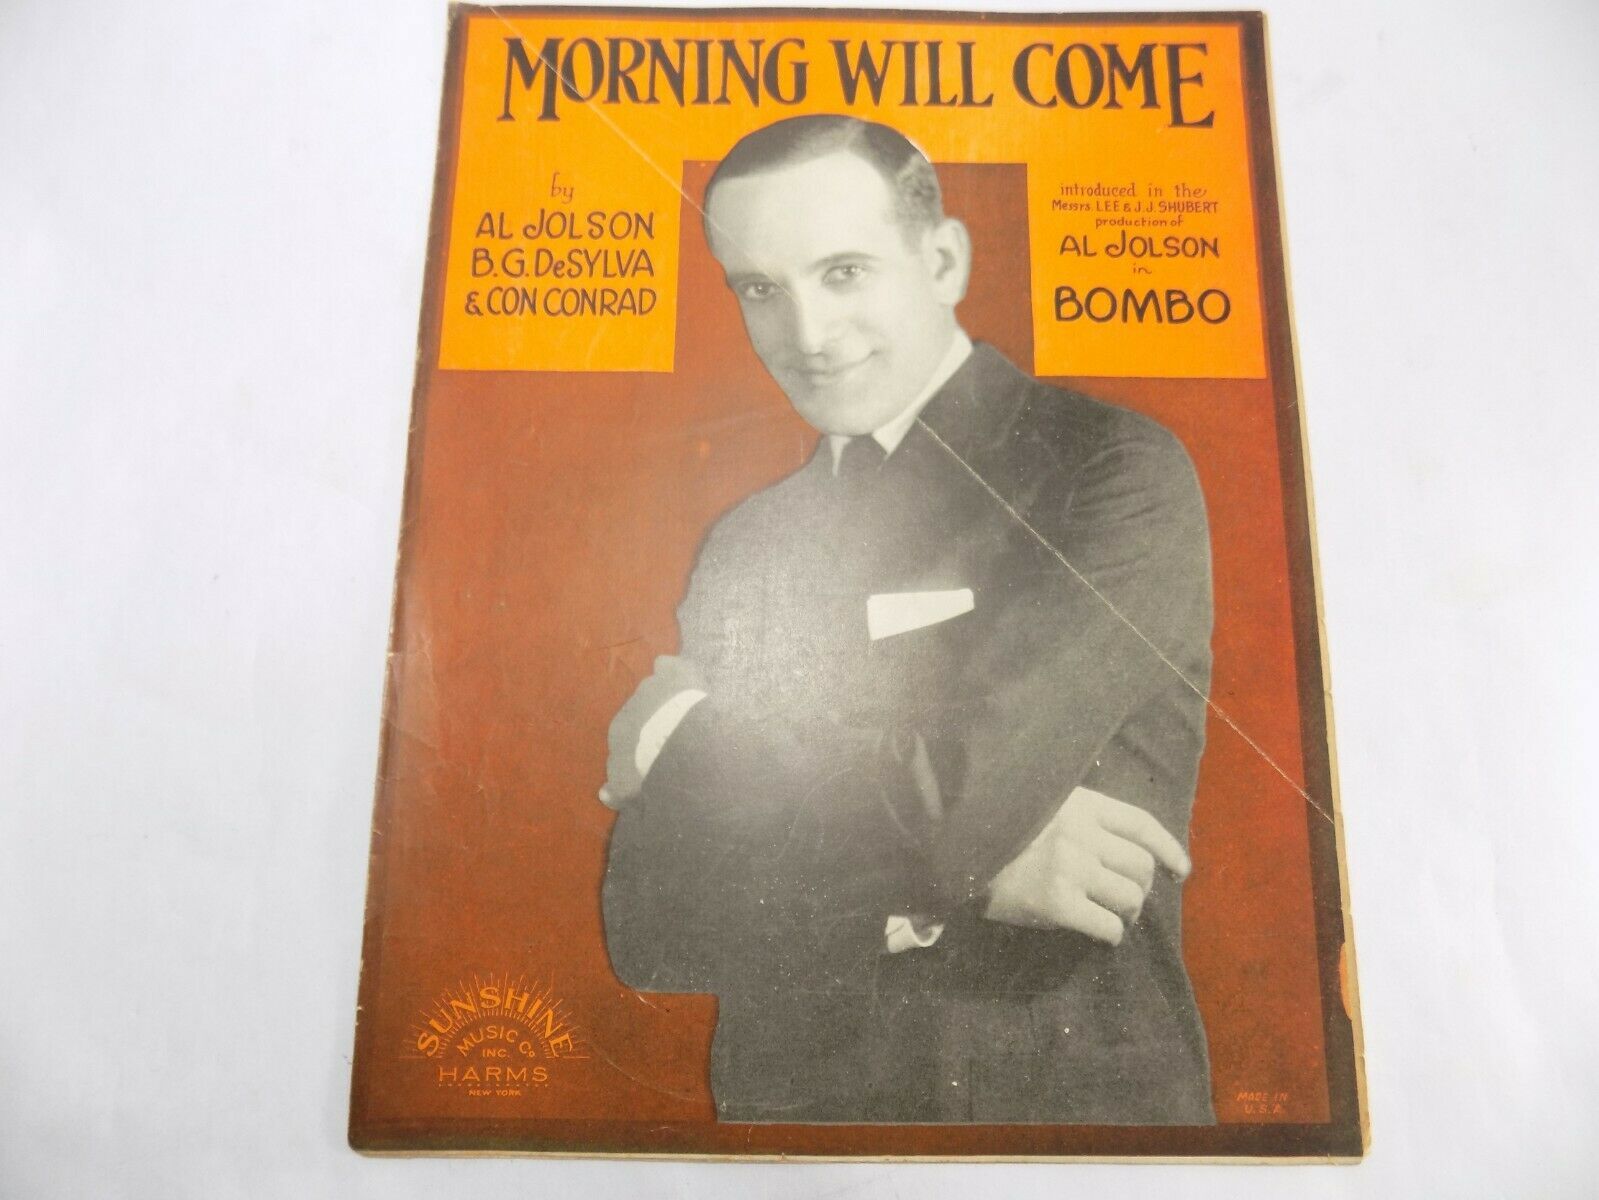 MORNING WILL COME
by
AL JOLSON
B.G. DeSYLVA
& CON CONRAD
introduced in the
Messrs. LEE & J.J. SHUBERT
production of
AL JOLSON
in
BOMBO
SUNSHINE
MUSIC Co
INC.
HARMS
NEW YORK
MADE IN
U.S.A.